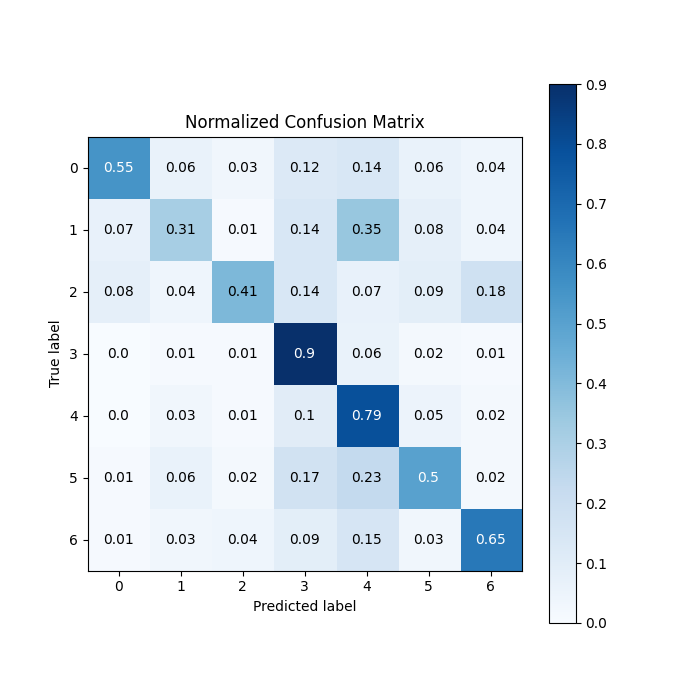 Normalized Confusion Matrix
0 0.55 0.06 0.03 0.12 0.14 0.06 0.04
1 0.07 0.31 0.01 0.14 0.35 0.08 0.04
2 0.08 0.04 0.41 0.14 0.07 0.09 0.18
3 0.0 0.01 0.01 0.9 0.06 0.02 0.01
4 0.0 0.03 0.01 0.1 0.79 0.05 0.02
5 0.01 0.06 0.02 0.17 0.23 0.5 0.02
6 0.01 0.03 0.04 0.09 0.15 0.03 0.65
0 1 2 3 4 5 6
Predicted label
True label
0.9
0.8
0.7
0.6
0.5
0.4
0.3
0.2
0.1
0.0